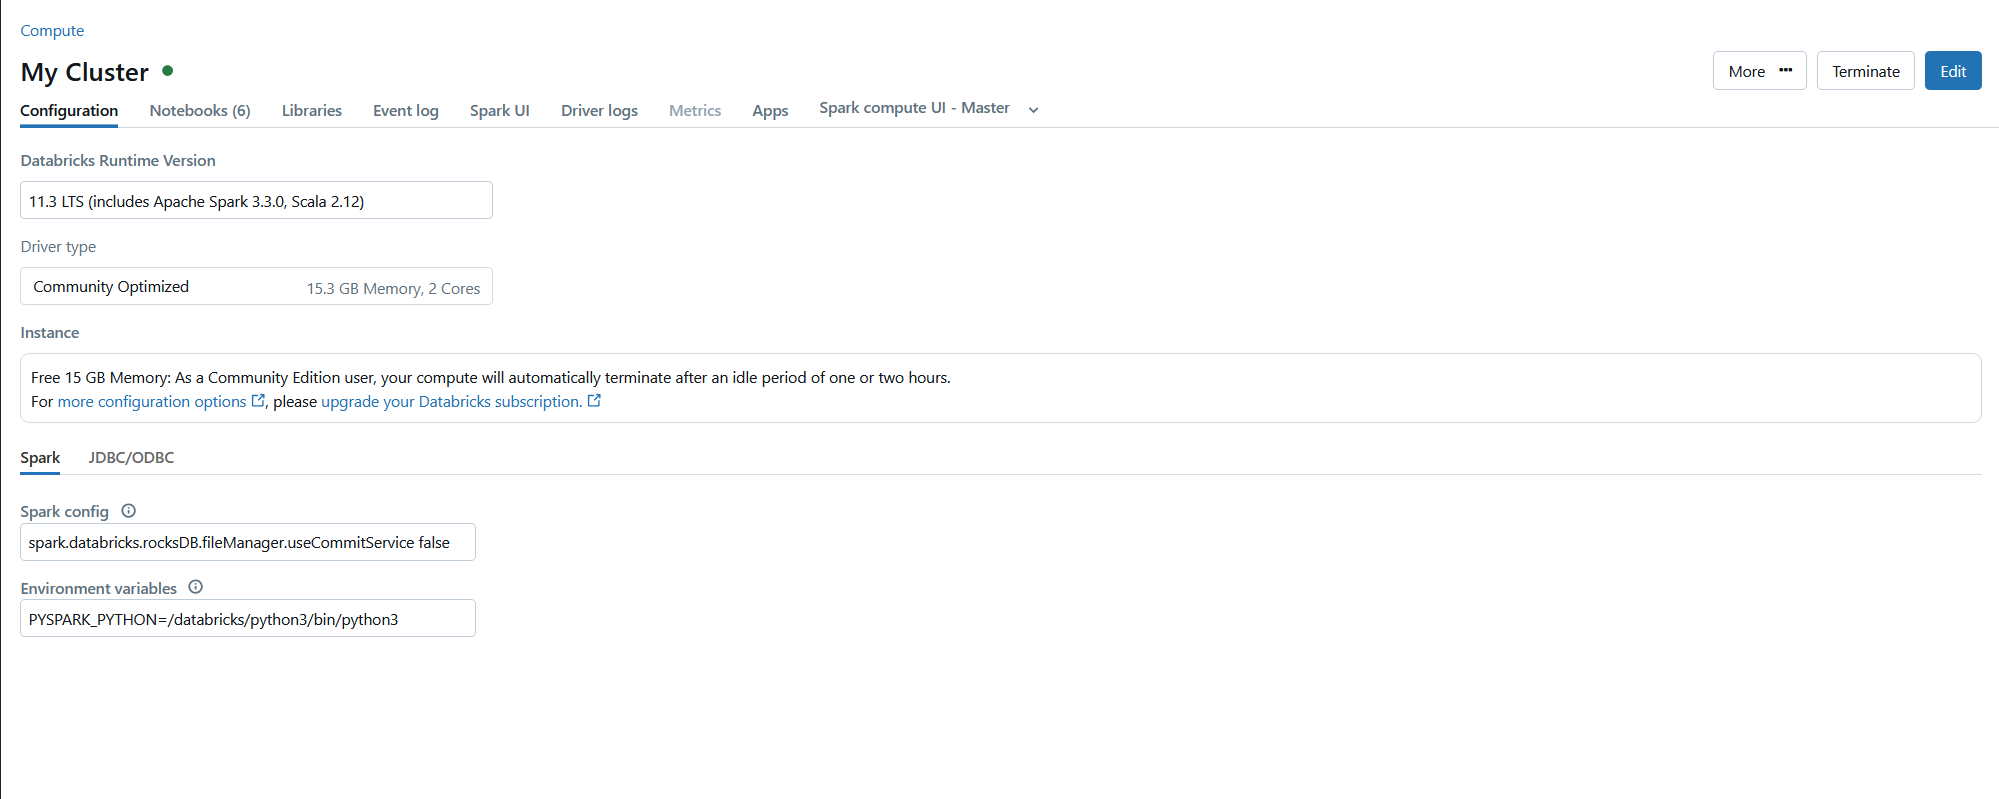 Compute
My Cluster
More ··· Terminate Edit
Configuration Notebooks (6) Libraries Event log Spark UI Driver logs Metrics Apps Spark compute UI - Master
Databricks Runtime Version
11.3 LTS (includes Apache Spark 3.3.0, Scala 2.12)
Driver type
Community Optimized 15.3 GB Memory, 2 Cores
Instance
Free 15 GB Memory: As a Community Edition user, your compute will automatically terminate after an idle period of one or two hours.
For more configuration options, please upgrade your Databricks subscription.
Spark JDBC/ODBC
Spark config
spark.databricks.rocksDB.fileManager.useCommitService false
Environment variables
PYSPARK_PYTHON=/databricks/python3/bin/python3